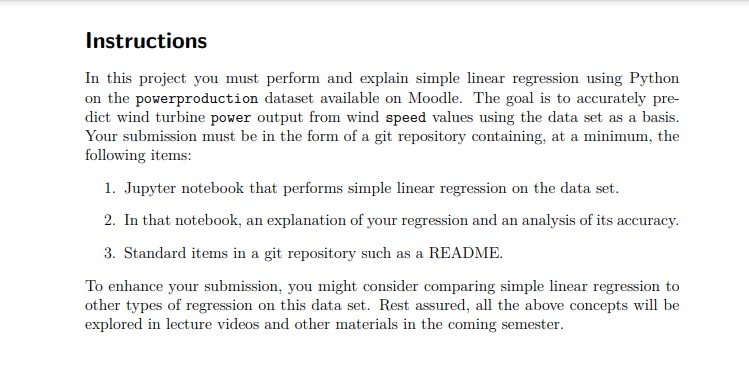 Instructions
In this project you must perform and explain simple linear regression using Python
on the powerproduction dataset available on Moodle. The goal is to accurately pre-
dict wind turbine power output from wind speed values using the data set as a basis.
Your submission must be in the form of a git repository containing, at a minimum, the
following items:
1. Jupyter notebook that performs simple linear regression on the data set.
2. In that notebook, an explanation of your regression and an analysis of its accuracy.
3. Standard items in a git repository such as a README.
To enhance your submission, you might consider comparing simple linear regression to
other types of regression on this data set. Rest assured, all the above concepts will be
explored in lecture videos and other materials in the coming semester.